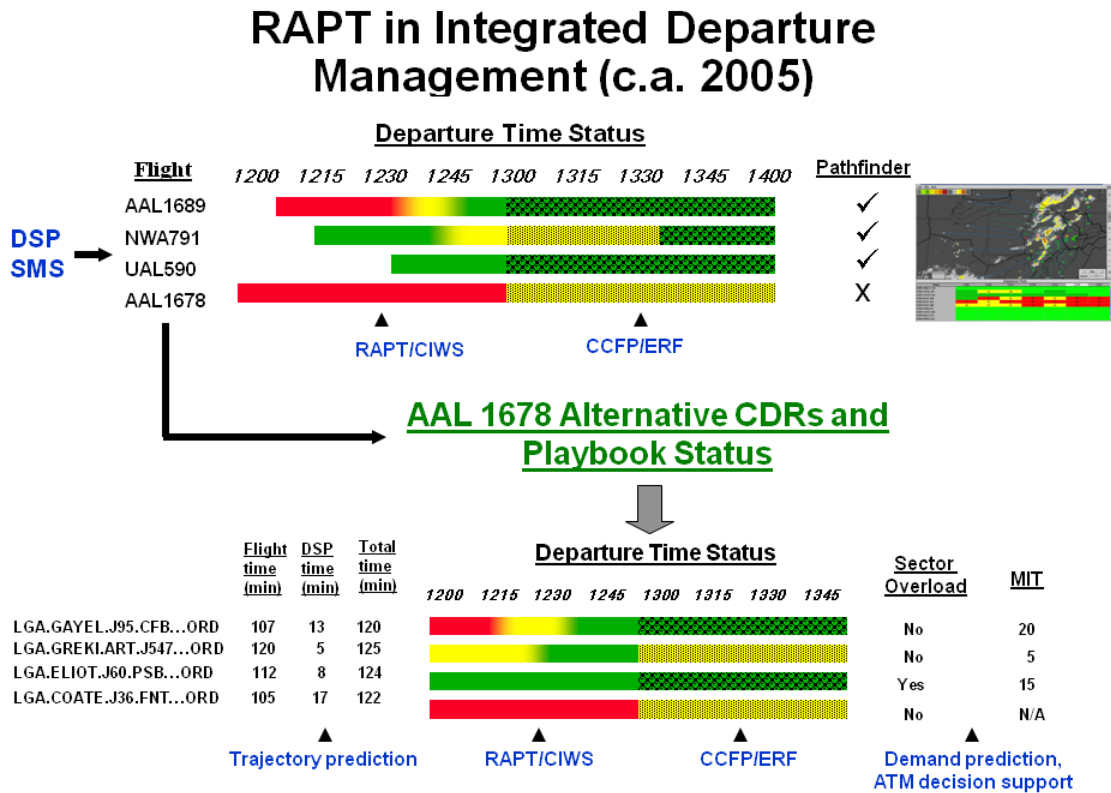 RAPT in Integrated Departure
Management (c.a. 2005)
Departure Time Status
Flight
1200 1215 1230 1245 1300 1315 1330 1345 1400
Pathfinder
AAL1689
✓
DSP
SMS
NWA791
✓
UAL590
✓
AAL1678
X
RAPT/CIWS
CCFP/ERF
AAL 1678 Alternative CDRs and
Playbook Status
Flight
time
(min)
DSP
time
(min)
Total
time
(min)
Departure Time Status
Sector
Overload
MIT
1200 1215 1230 1245 1300 1315 1330 1345
LGA.GAYEL.J95.CFB...ORD 107 13 120 No 20
LGA.GREKI.ART.J547...ORD 120 5 125 No 5
LGA.ELIOT.J60.PSB...ORD 112 8 124 Yes 15
LGA.COATE.J36.FNT...ORD 105 17 122 No N/A
Trajectory prediction
RAPT/CIWS
CCFP/ERF
Demand prediction,
ATM decision support